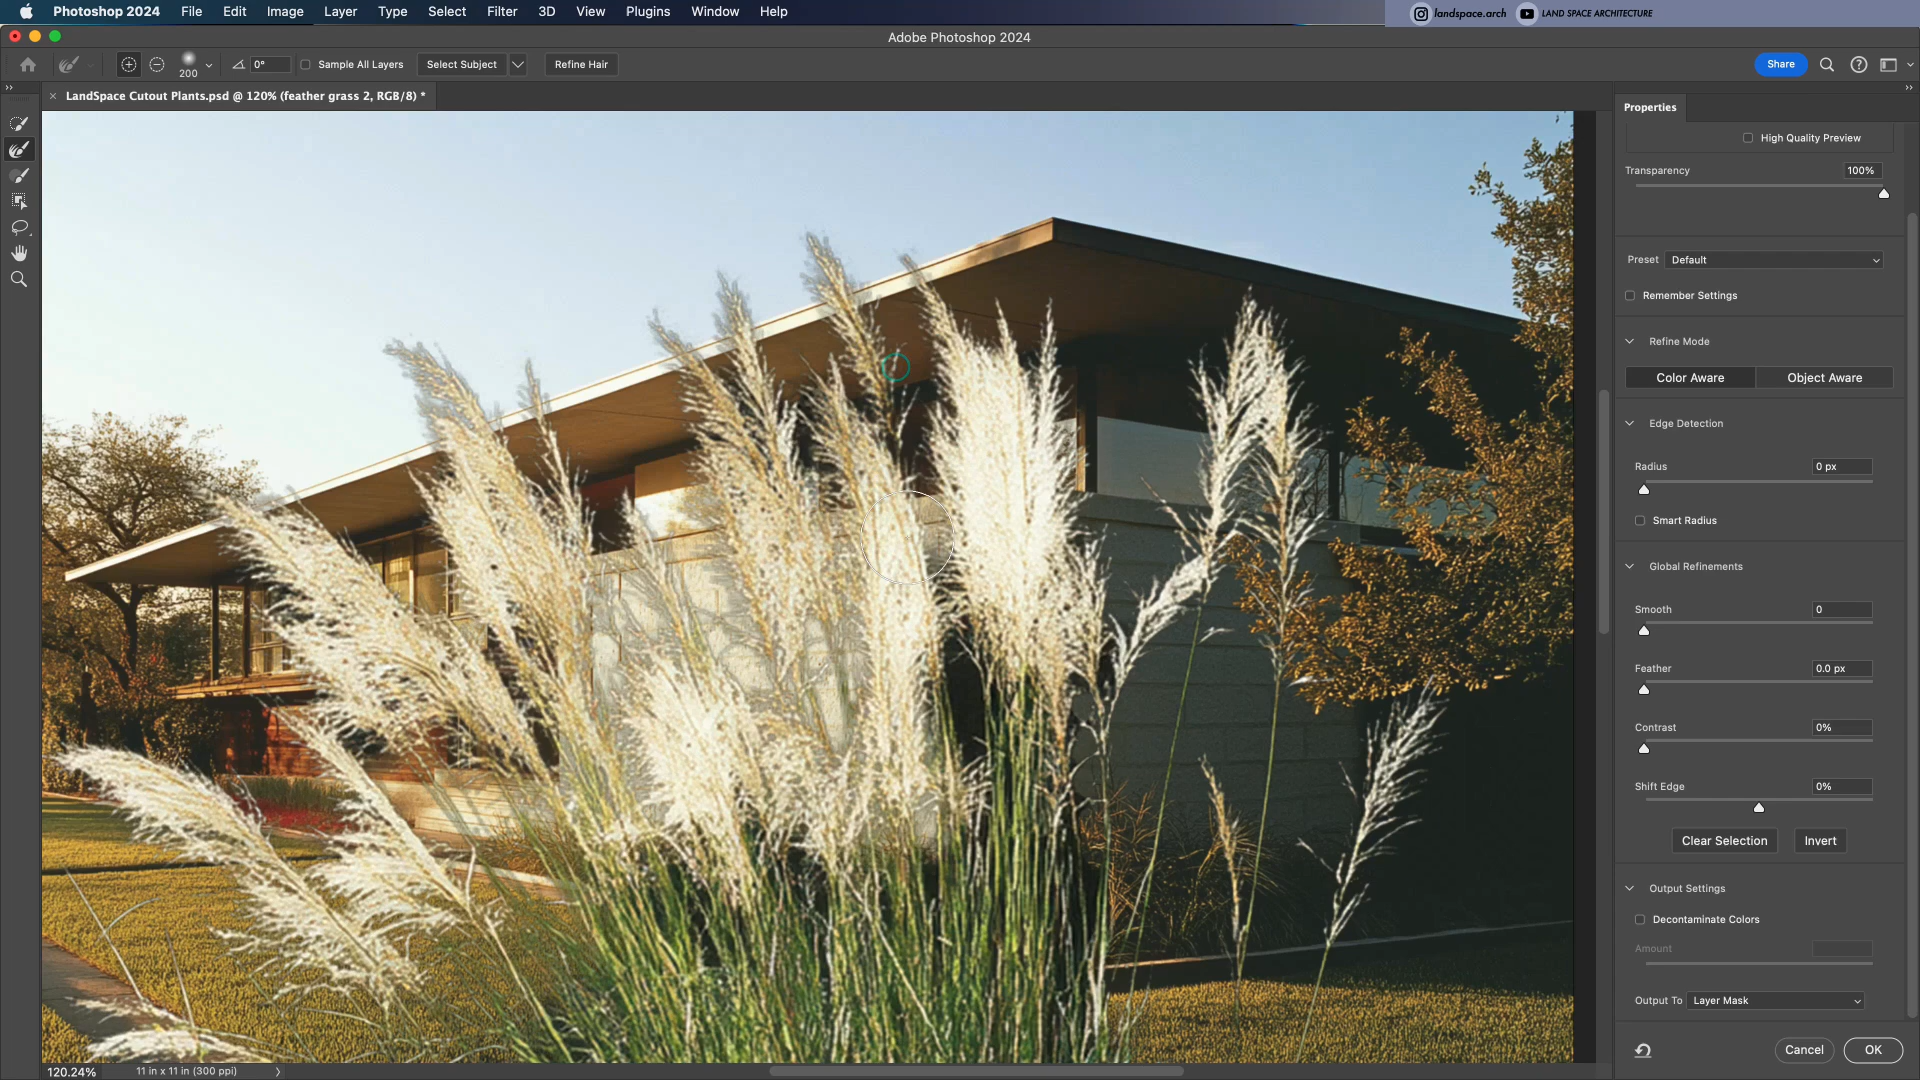 Photoshop 2024 File Edit Image Layer Type Select Filter 3D View Plugins Window Help
landspace.arch LAND SPACE ARCHITECTURE
Adobe Photoshop 2024
200 0° Sample All Layers Select Subject Refine Hair Share
LandSpace Cutout Plants.psd @ 120% (feather grass 2, RGB/8) *
Properties
High Quality Preview
Transparency 100%
Preset Default
Remember Settings
Refine Mode
Color Aware Object Aware
Edge Detection
Radius 0 px
Smart Radius
Global Refinements
Smooth 0
Feather 0.0 px
Contrast 0%
Shift Edge 0%
Clear Selection Invert
Output Settings
Decontaminate Colors
Amount
Output To Layer Mask
Cancel OK
120.24% 11 in x 11 in (300 ppi)